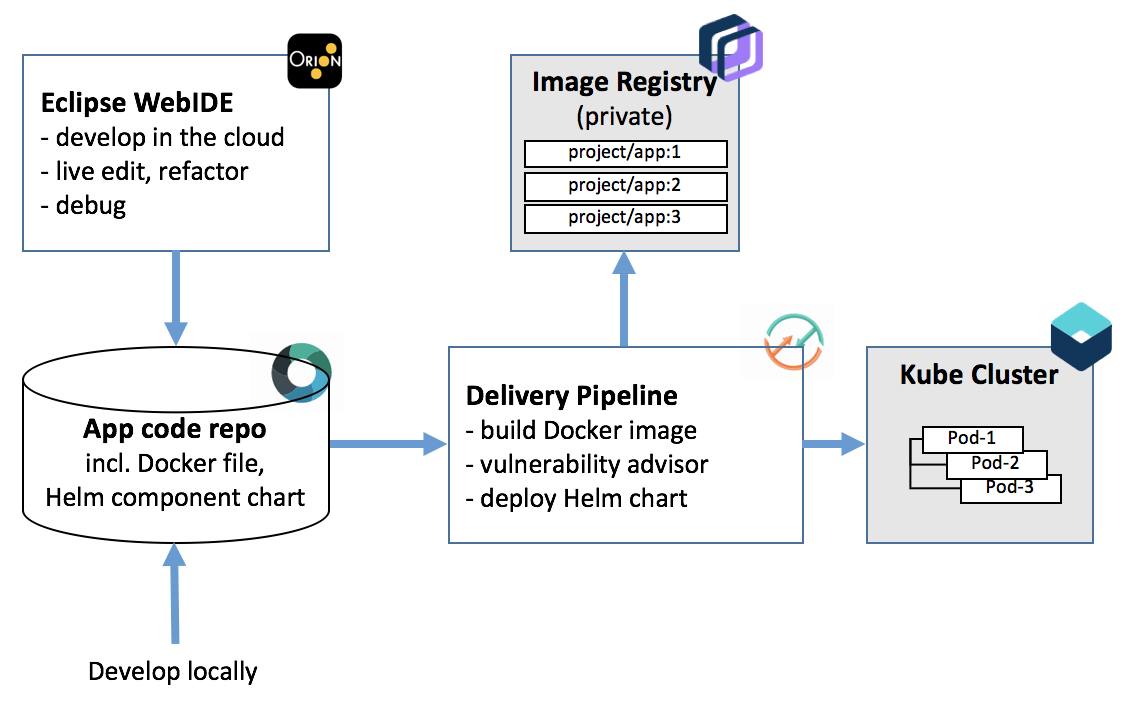 ORION
Eclipse WebIDE
- develop in the cloud
- live edit, refactor
- debug
Image Registry
(private)
project/app:1
project/app:2
project/app:3
App code repo
incl. Docker file,
Helm component chart
Delivery Pipeline
- build Docker image
- vulnerability advisor
- deploy Helm chart
Kube Cluster
Pod-1
Pod-2
Pod-3
Develop locally